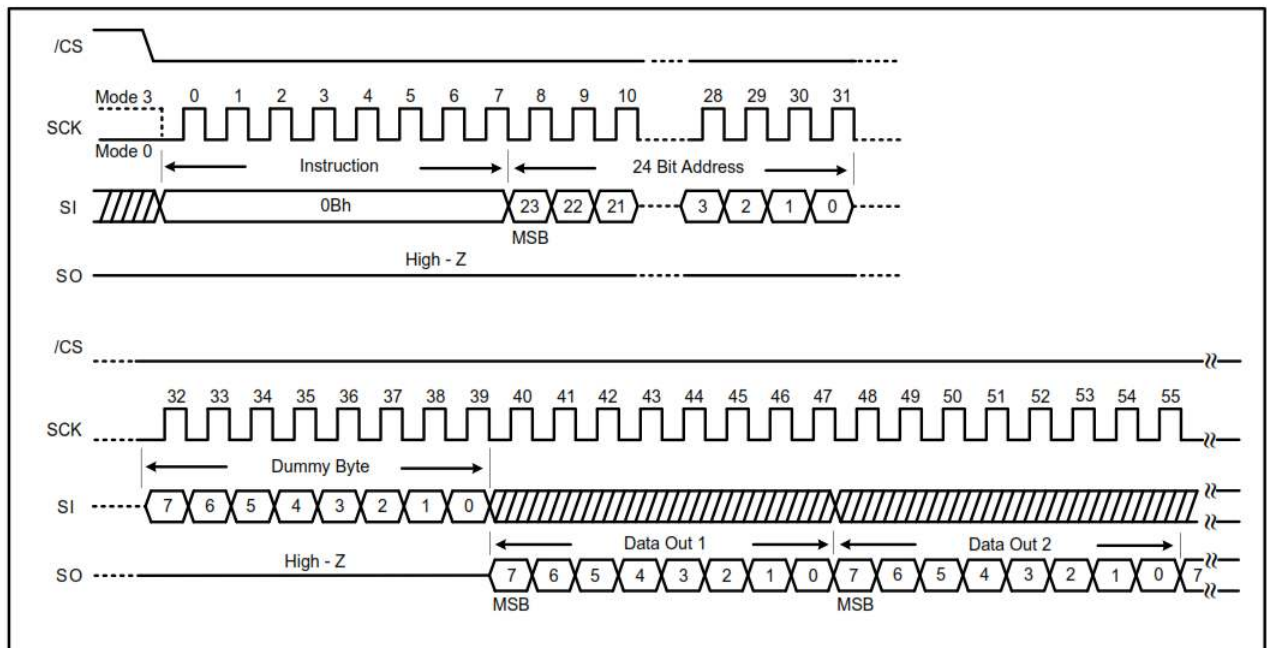 /CS
Mode 3 0 1 2 3 4 5 6 7 8 9 10 28 29 30 31
SCK
Mode 0
Instruction 24 Bit Address
SI 0Bh 23 22 21 3 2 1 0
MSB
High - Z
SO
/CS
32 33 34 35 36 37 38 39 40 41 42 43 44 45 46 47 48 49 50 51 52 53 54 55
SCK
Dummy Byte
SI 7 6 5 4 3 2 1 0
Data Out 1 Data Out 2
High - Z
SO 7 6 5 4 3 2 1 0 7 6 5 4 3 2 1 0 7
MSB MSB